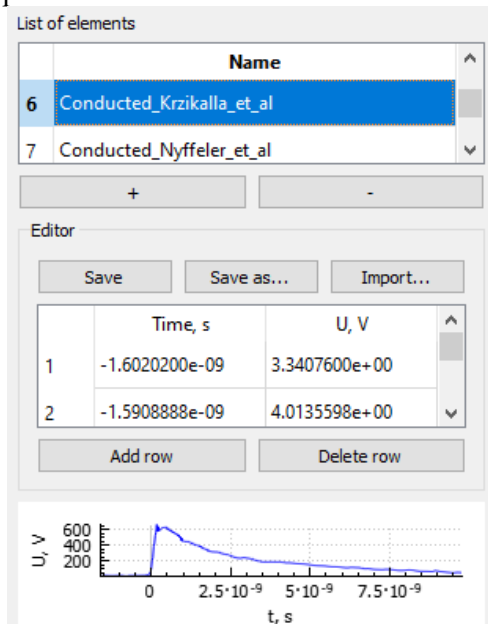 List of elements
Name
6 Conducted_Krzikalla_et_al
7 Conducted_Nyffeler_et_al
+ -
Editor
Save Save as... Import...
Time, s U, V
1 -1.6020200e-09 3.3407600e+00
2 -1.5908888e-09 4.0135598e+00
Add row Delete row
U, V
600
400
200
0 2.5·10⁻⁹ 5·10⁻⁹ 7.5·10⁻⁹
t, s